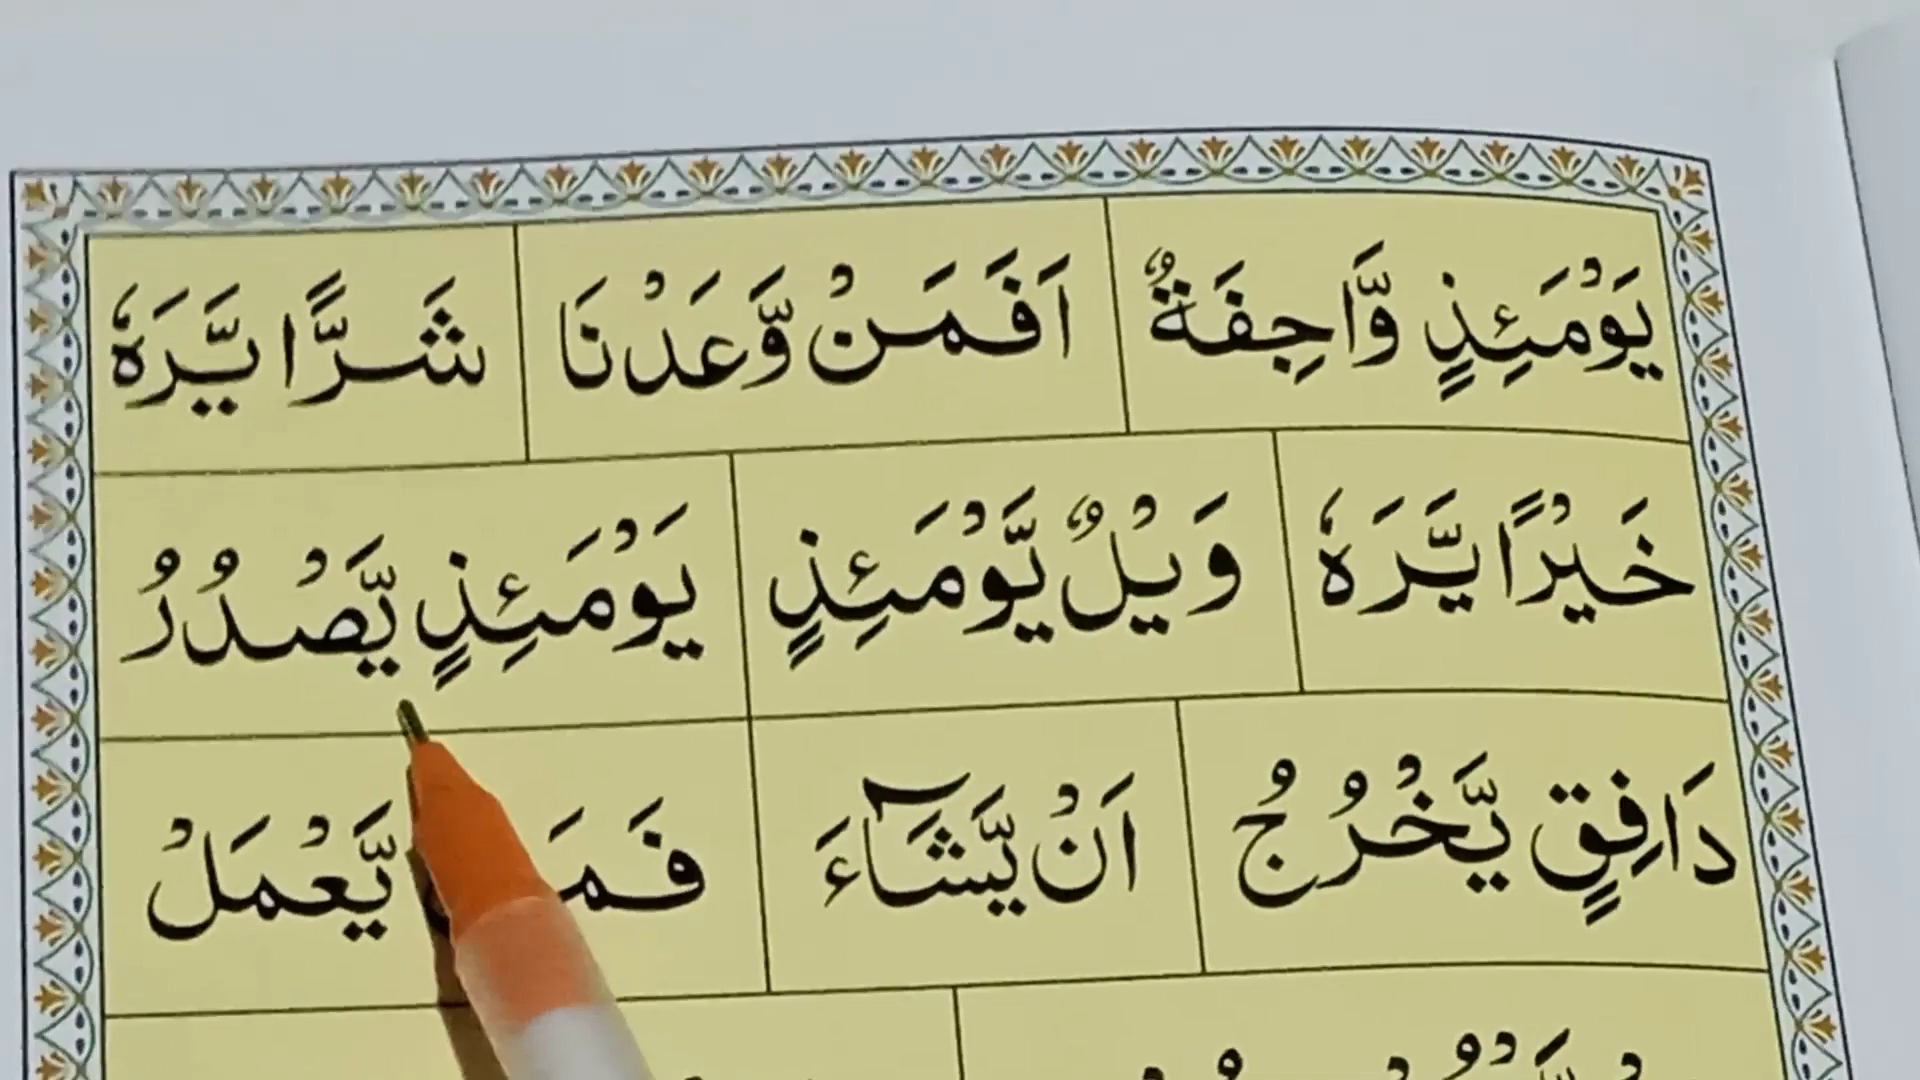 يَوْمَئِذٍ وَّاجِفَةٌ اَفَمَنْ وَّعَدْنَا شَرًّا يَّرَهٗ
خَيْرًا يَّرَهٗ وَيْلٌ يَّوْمَئِذٍ يَوْمَئِذٍ يَّصْدُرُ
دَافِقٍ يَّخْرُجُ اَنْ يَّشَآءَ يَّعْمَلْ